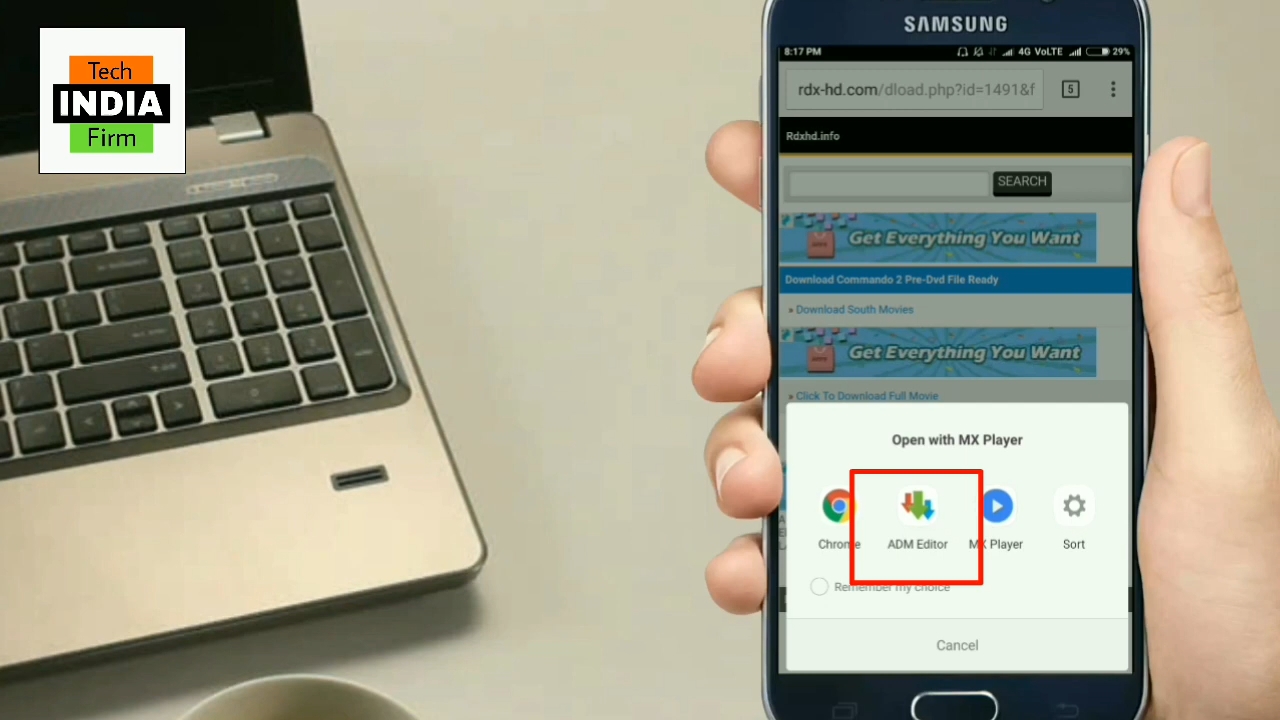 Tech
INDIA
Firm
SAMSUNG
8:17 PM 4G VoLTE 29%
rdx-hd.com/dload.php?id=1491&f
5
Rdxhd.info
SEARCH
Get Everything You Want
Download Commando 2 Pre-Dvd File Ready
» Download South Movies
Get Everything You Want
» Click To Download Full Movie
Open with MX Player
Chrome
ADM Editor
MX Player
Sort
Remember my choice
Cancel